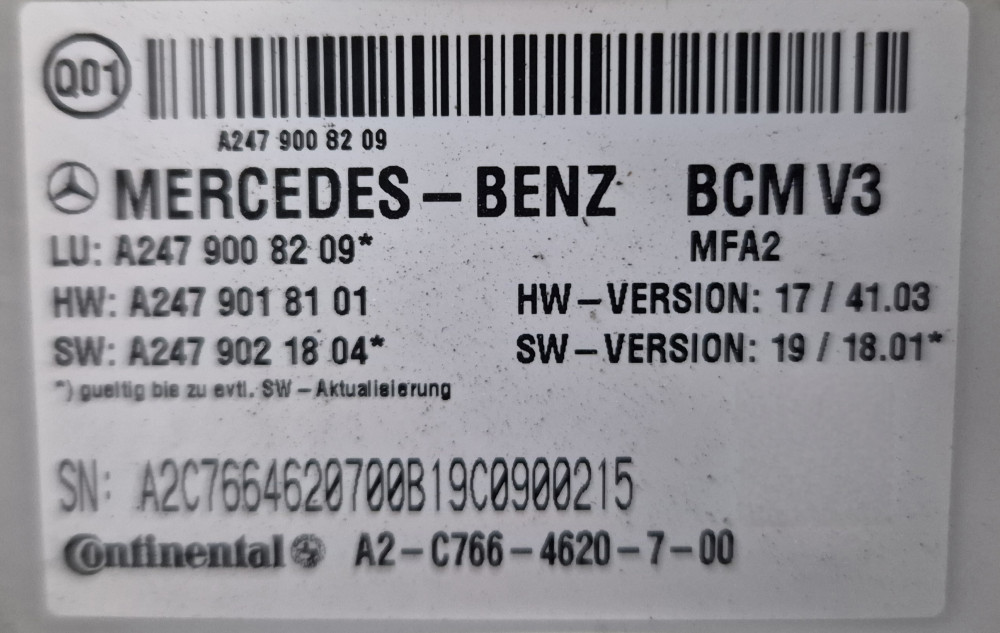 Q01
A247 900 82 09
MERCEDES-BENZ BCM V3
LU: A247 900 82 09* MFA2
HW: A247 901 81 01 HW-VERSION: 17 / 41.03
SW: A247 902 18 04* SW-VERSION: 19 / 18.01*
*) gueltig bis zu evtl. SW-Aktualisierung
SN: A2C7664620700B19C0900215
Continental A2-C766-4620-7-00